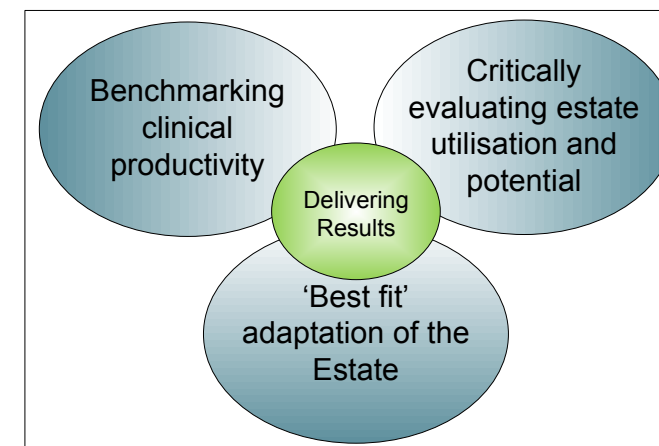 Benchmarking
clinical
productivity
Critically
evaluating estate
utilisation and
potential
Delivering
Results
‘Best fit’
adaptation of the
Estate